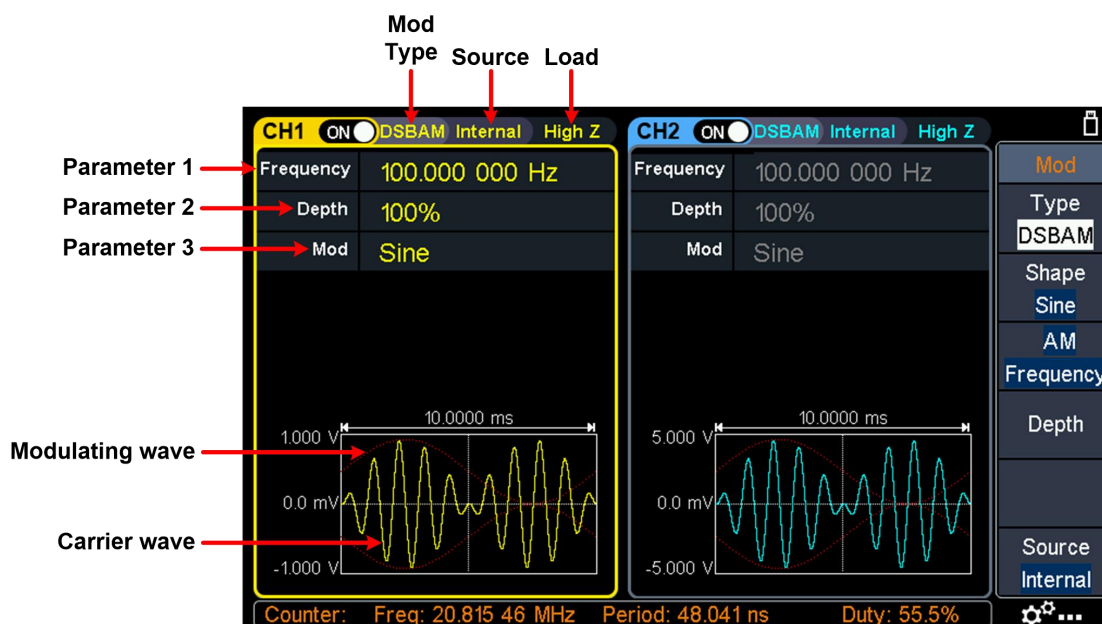 Mod
Type
Source
Load
CH1 ON DSBAM Internal High Z
CH2 ON DSBAM Internal High Z
Parameter 1
Frequency 100.000 000 Hz
Frequency 100.000 000 Hz
Mod
Parameter 2
Depth 100%
Depth 100%
Type
DSBAM
Parameter 3
Mod Sine
Mod Sine
Shape
Sine
AM
Frequency
Depth
10.0000 ms
10.0000 ms
1.000 V
5.000 V
Modulating wave
0.0 mV
0.0 mV
Carrier wave
-1.000 V
-5.000 V
Source
Internal
Counter: Freq: 20.815 46 MHz Period: 48.041 ns Duty: 55.5%